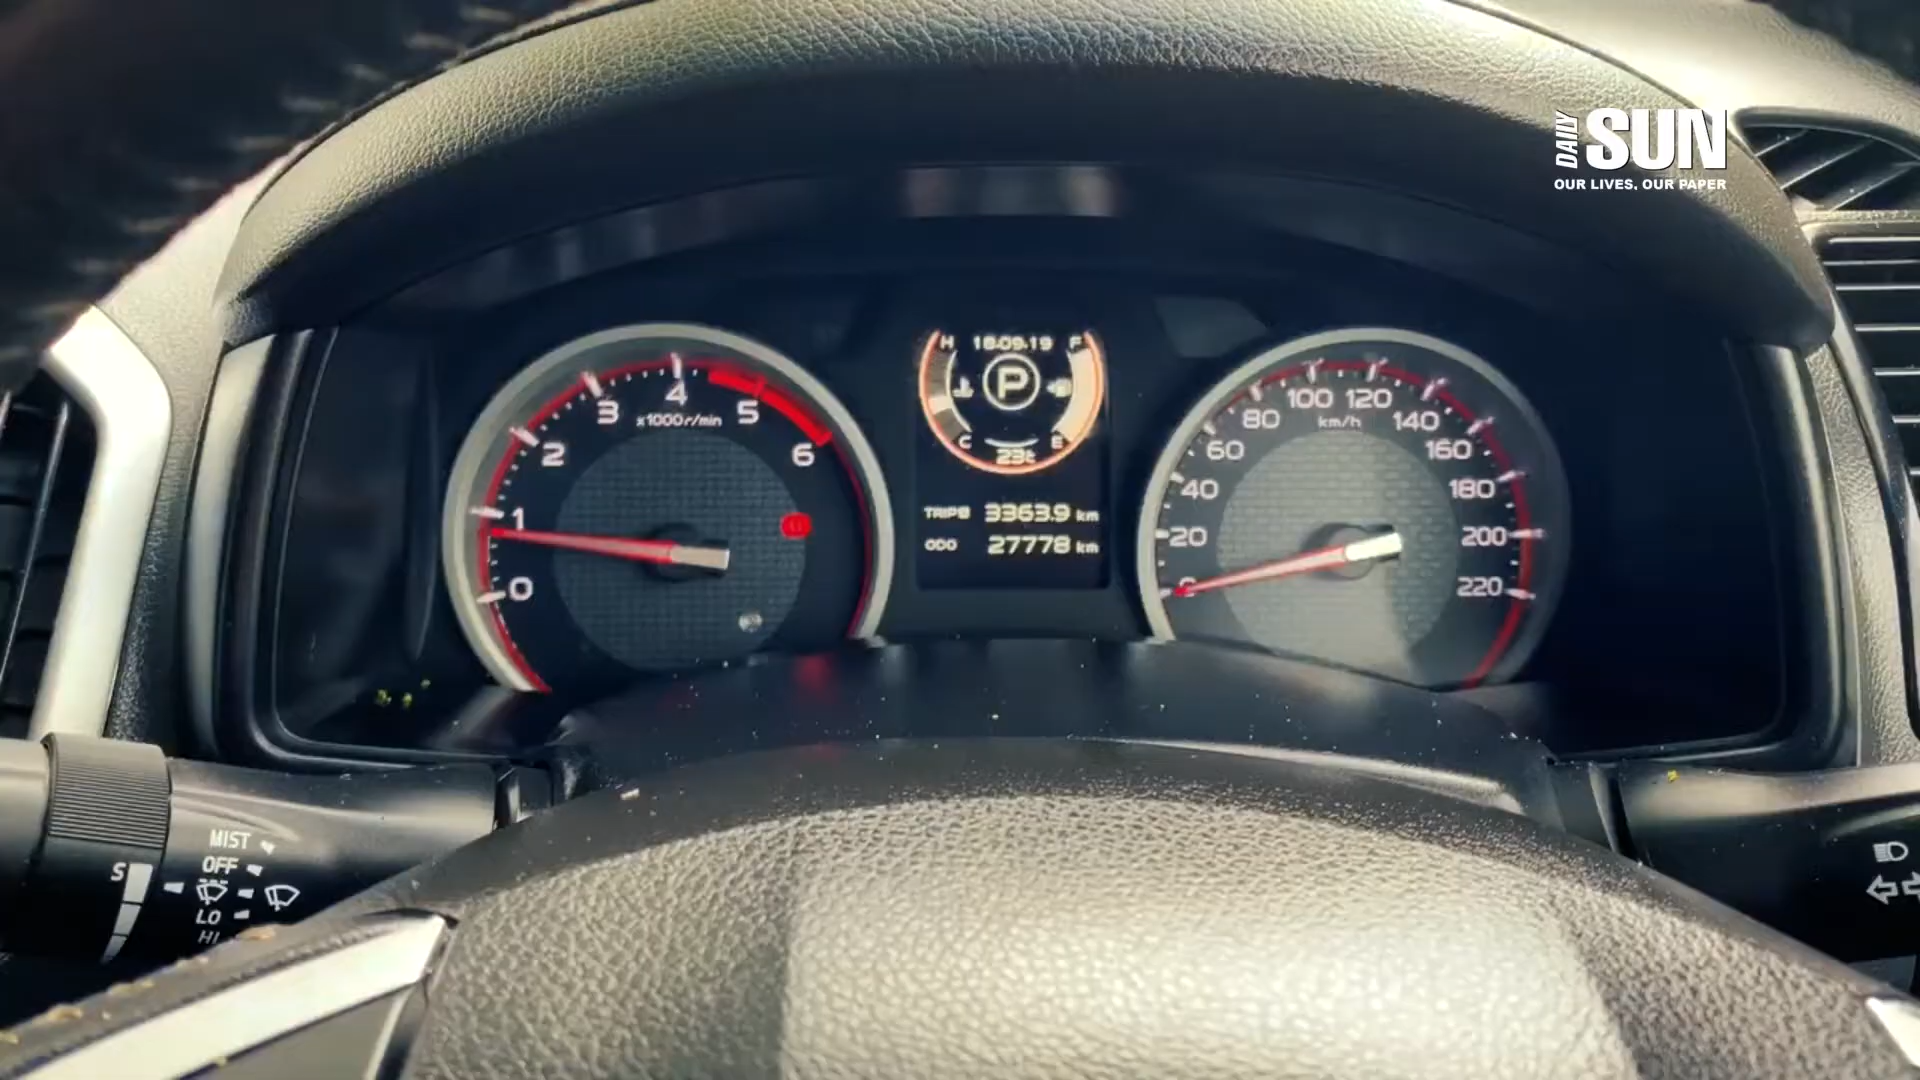 DAILY SUN
OUR LIVES, OUR PAPER
H 18.09.19 F
P
C E
23
TRIP
3363.9 km
ODO 27778 km
0 1 2 3 4 5 6
x1000r/min
0 20 40 60 80 100 120 140 160 180 200 220
km/h
MIST
OFF
S
LO
HI